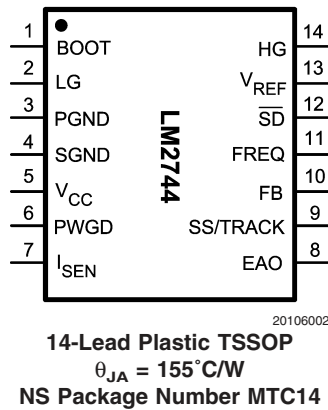 1 BOOT
2 LG
3 PGND
4 SGND
5 VCC
6 PWGD
7 ISEN
LM2744
14 HG
13 VREF
12 S̅D̅
11 FREQ
10 FB
9 SS/TRACK
8 EAO
20106002
14-Lead Plastic TSSOP
θJA = 155˚C/W
NS Package Number MTC14